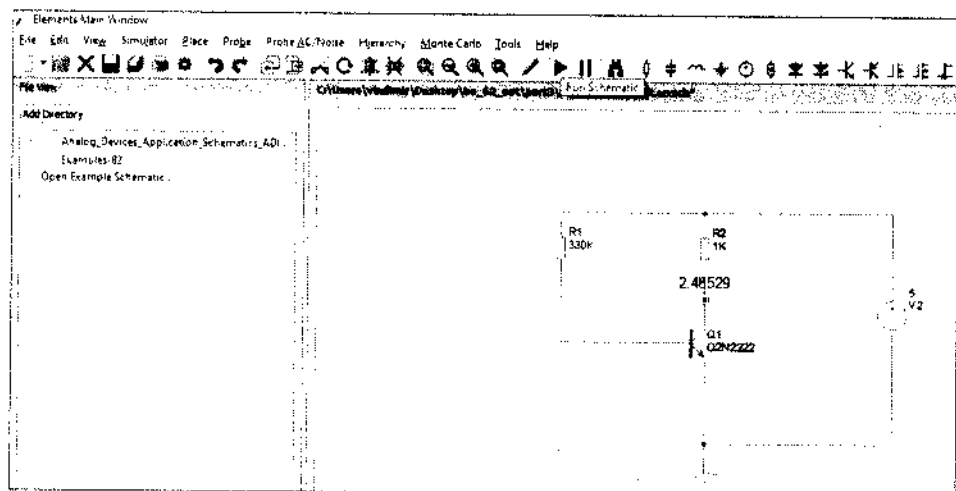 Elements Main Window
File Edit View Simulator Place Probe Probe AC/Noise Hierarchy Monte Carlo Tools Help
File View
Run Schematic
Add Directory
Analog_Devices_Application_Schematics_ADI
Examples-82
Open Example Schematic
R1
330K
R2
1K
2.48529
5
V2
Q1
Q2N2222